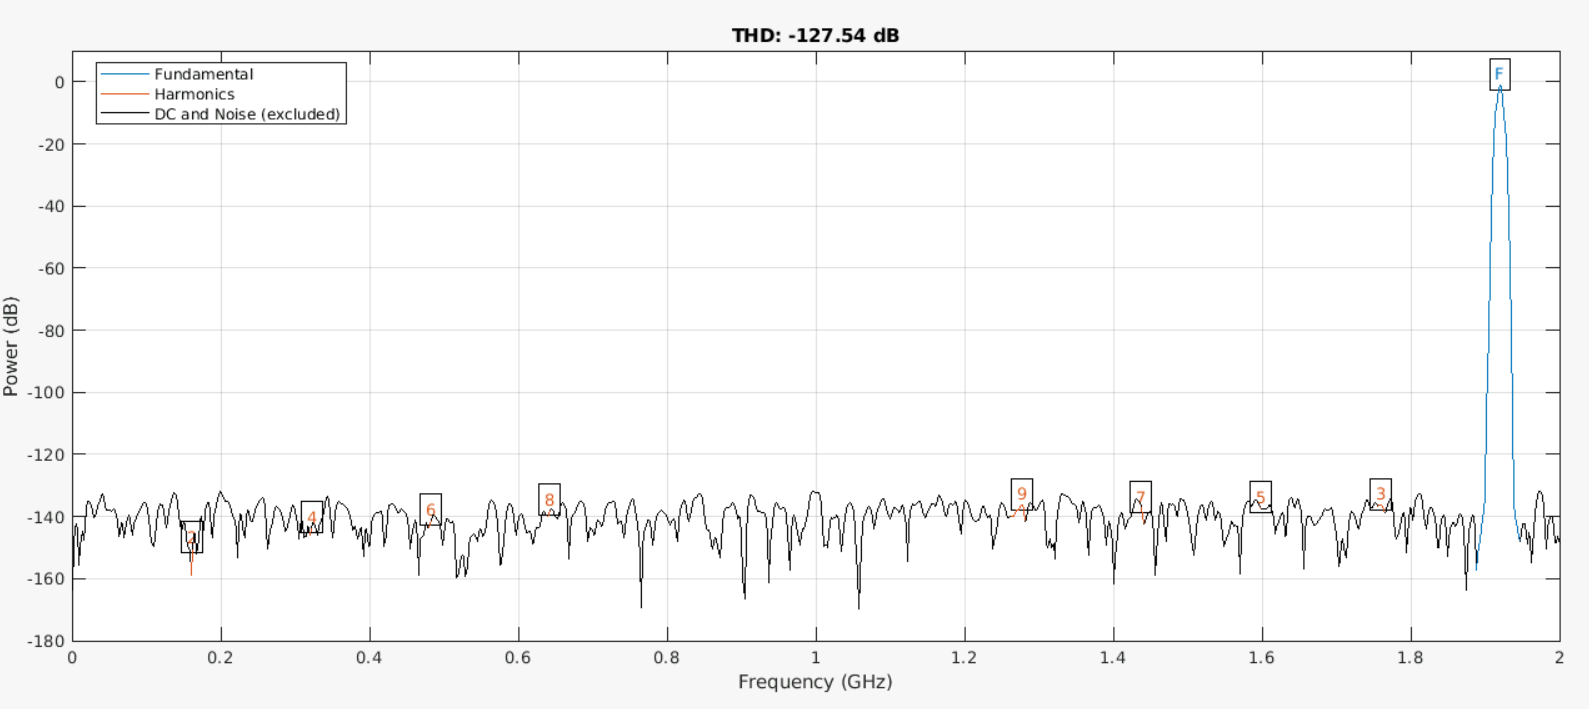 THD: -127.54 dB
Fundamental
Harmonics
DC and Noise (excluded)
F
0
-20
-40
-60
-80
-100
-120
-140
-160
-180
Power (dB)
2
4
6
8
9
7
5
3
0 0.2 0.4 0.6 0.8 1 1.2 1.4 1.6 1.8 2
Frequency (GHz)